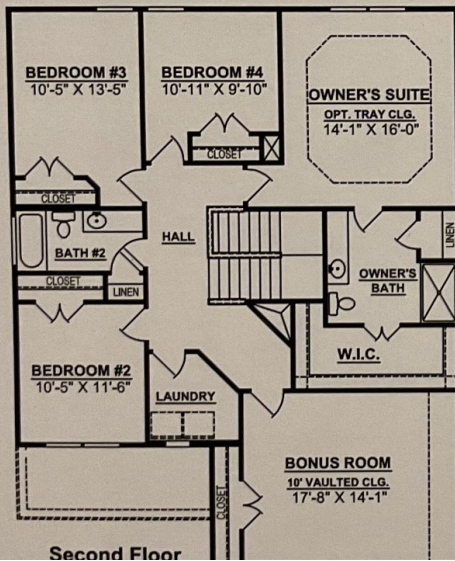 BEDROOM #3
10'-5" X 13'-5"
BEDROOM #4
10'-11" X 9'-10"
OWNER'S SUITE
OPT. TRAY CLG.
14'-1" X 16'-0"
CLOSET
CLOSET
HALL
BATH #2
LINEN
OWNER'S
BATH
CLOSET
LINEN
W.I.C.
BEDROOM #2
10'-5" X 11'-6"
LAUNDRY
BONUS ROOM
10' VAULTED CLG.
17'-8" X 14'-1"
CLOSET
Second Floor